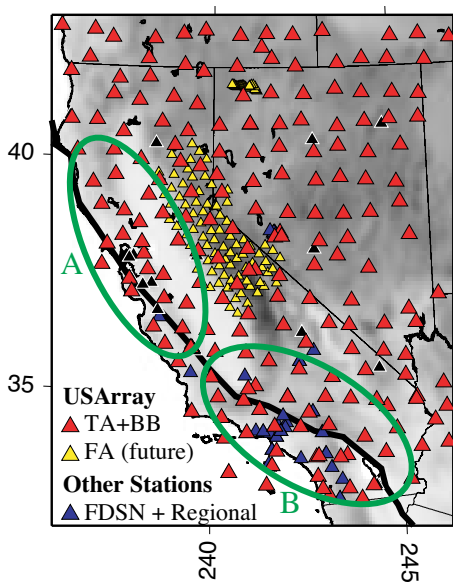 40
A
35
USArray
TA+BB
FA (future)
Other Stations
FDSN + Regional
B
240
245